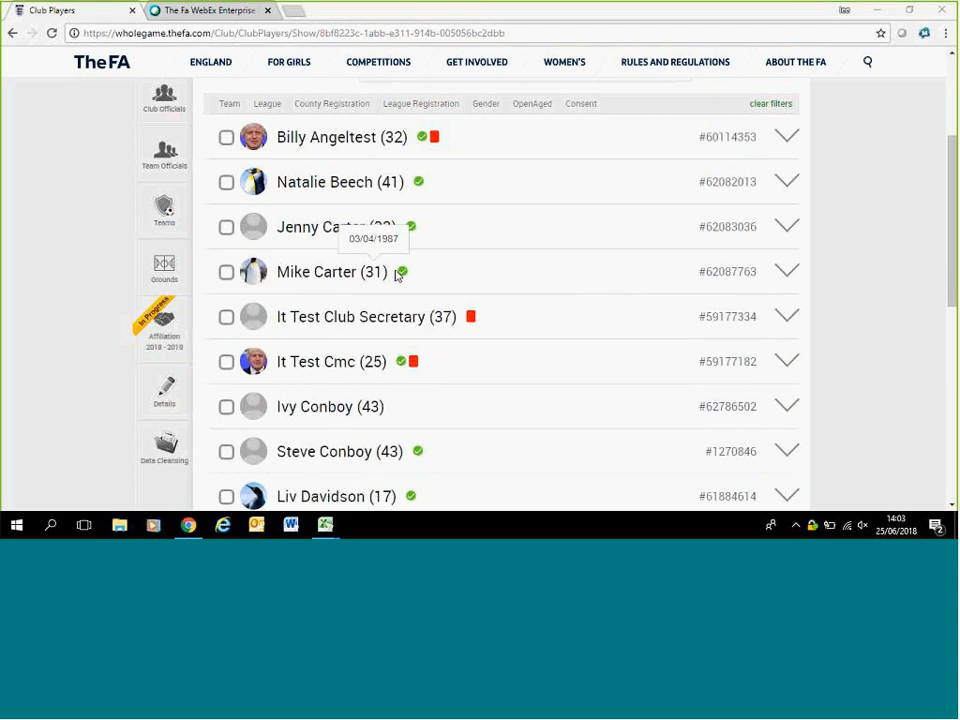 Club Players
The Fa WebEx Enterprise
https://wholegame.thefa.com/Club/ClubPlayers/Show/8bf8223c-1abb-e311-914b-005056bc2dbb
TheFA ENGLAND FOR GIRLS COMPETITIONS GET INVOLVED WOMEN'S RULES AND REGULATIONS ABOUT THE FA
Club Officials
Team Officials
Teams
Grounds
In Progress
Affiliation
2018 - 2019
Details
Data Cleansing
Team League County Registration League Registration Gender OpenAged Consent clear filters
Billy Angeltest (32) #60114353
Natalie Beech (41) #62082013
Jenny #62083036
03/04/1987
Mike Carter (31) #62087763
It Test Club Secretary (37) #59177334
It Test Cmc (25) #59177182
Ivy Conboy (43) #62786502
Steve Conboy (43) #1270846
Liv Davidson (17) #61884614
14:03
25/06/2018
2